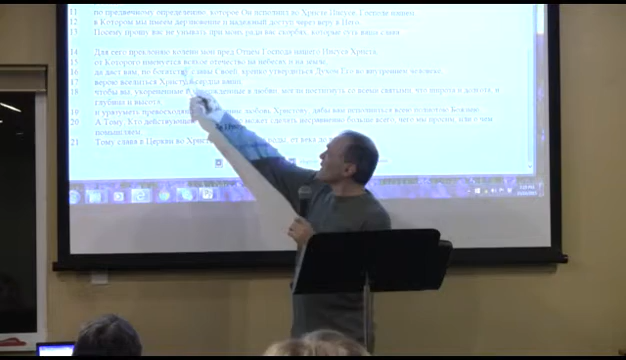 11 по предвечному определению, которое Он исполнил во Христе Иисусе, Господе нашем,
12 в Котором мы имеем дерзновение и надежный доступ через веру в Него.
13 Посему прошу вас не унывать при моих ради вас скорбях, которые суть ваша слава.
14 Для сего преклоняю колени мои пред Отцем Господа нашего Иисуса Христа,
15 от Которого именуется всякое отечество на небесах и на земле,
16 да даст вам, по богатству славы Своей, крепко утвердиться Духом Его во внутреннем человеке,
17 верою вселиться Христу в сердца ваши,
18 чтобы вы, укорененные и утвержденные в любви, могли постигнуть со всеми святыми, что широта и долгота, и
глубина и высота,
19 и уразуметь превосходящую любовь Христову, дабы вам исполниться всею полнотою Божиею.
20 А Тому, Кто действующею может сделать несравненно больше всего, чего мы просим, или о чем
помышляем,
21 Тому слава в Церкви во Христе роды, от века до